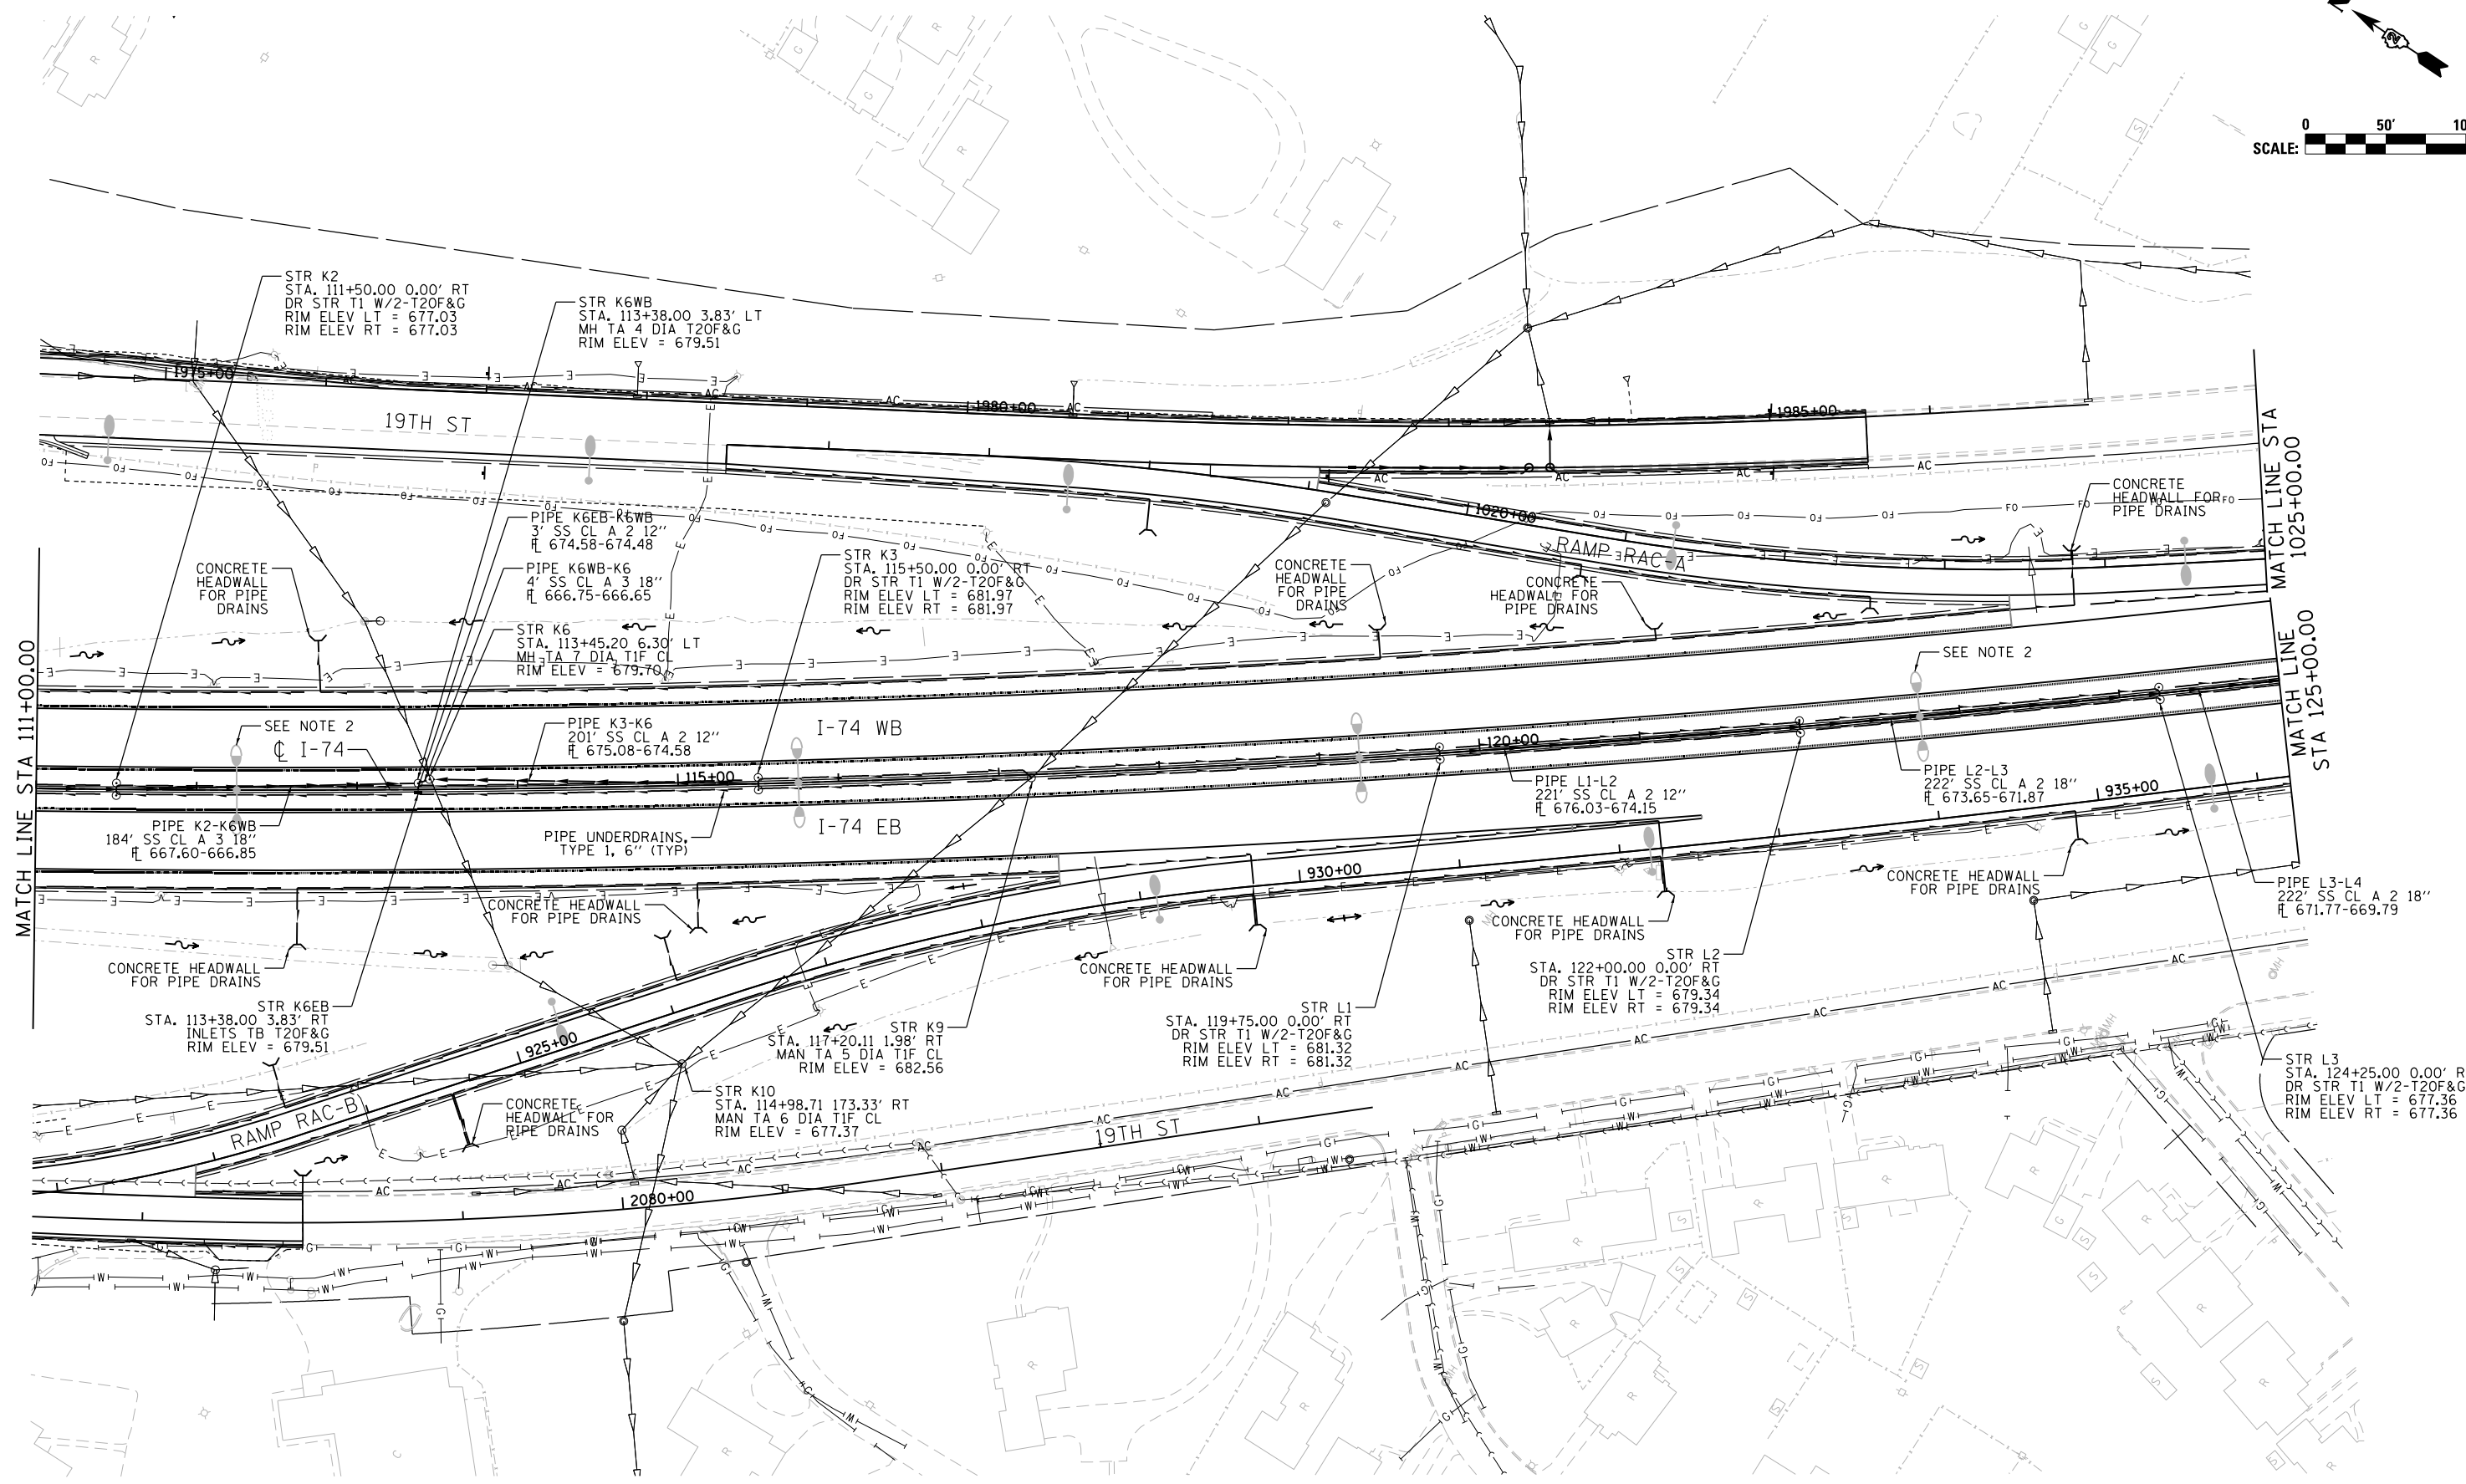 SCALE:
0
50'
STR K2
STA. 111+50.00 0.00' RT
DR STR T1 W/2-T20F&G
RIM ELEV LT = 677.03
RIM ELEV RT = 677.03
STR K6WB
STA. 113+38.00 3.83' LT
MH TA 4 DIA T20F&G
RIM ELEV = 679.51
1975+00
19TH ST
1980+00
1985+00
MATCH LINE STA
1025+00.00
CONCRETE
HEADWALL FOR
PIPE DRAINS
PIPE K6EB-K6WB
3' SS CL A 2 12"
FL 674.58-674.48
PIPE K6WB-K6
4' SS CL A 3 18"
FL 666.75-666.65
STR K6
STA. 113+45.20 6.30' LT
MH TA 7 DIA T1F CL
RIM ELEV = 679.70
STR K3
STA. 115+50.00 0.00' RT
DR STR T1 W/2-T20F&G
RIM ELEV LT = 681.97
RIM ELEV RT = 681.97
CONCRETE
HEADWALL
FOR PIPE
DRAINS
CONCRETE
HEADWALL
FOR PIPE
DRAINS
CONCRETE
HEADWALL FOR
PIPE DRAINS
1020+00
RAMP RAC-A
MATCH LINE STA 111+00.00
SEE NOTE 2
℄ I-74
PIPE K3-K6
201' SS CL A 2 12"
FL 675.08-674.58
I-74 WB
115+00
120+00
SEE NOTE 2
MATCH LINE
STA 125+00.00
PIPE K2-K6WB
184' SS CL A 3 18"
FL 667.60-666.85
PIPE UNDERDRAINS,
TYPE 1, 6" (TYP)
I-74 EB
PIPE L1-L2
221' SS CL A 2 12"
FL 676.03-674.15
PIPE L2-L3
222' SS CL A 2 18"
FL 673.65-671.87
935+00
930+00
CONCRETE HEADWALL
FOR PIPE DRAINS
CONCRETE HEADWALL
FOR PIPE DRAINS
CONCRETE HEADWALL
FOR PIPE DRAINS
PIPE L3-L4
222' SS CL A 2 18"
FL 671.77-669.79
CONCRETE HEADWALL
FOR PIPE DRAINS
CONCRETE HEADWALL
FOR PIPE DRAINS
STR L2
STA. 122+00.00 0.00' RT
DR STR T1 W/2-T20F&G
RIM ELEV LT = 679.34
RIM ELEV RT = 679.34
STR K6EB
STA. 113+38.00 3.83' RT
INLETS TB T20F&G
RIM ELEV = 679.51
STR K9
STA. 117+20.11 1.98' RT
MAN TA 5 DIA T1F CL
RIM ELEV = 682.56
STR L1
STA. 119+75.00 0.00' RT
DR STR T1 W/2-T20F&G
RIM ELEV LT = 681.32
RIM ELEV RT = 681.32
925+00
STR K10
STA. 114+98.71 173.33' RT
MAN TA 6 DIA T1F CL
RIM ELEV = 677.37
STR L3
STA. 124+25.00 0.00' R
DR STR T1 W/2-T20F&G
RIM ELEV LT = 677.36
RIM ELEV RT = 677.36
CONCRETE
HEADWALL FOR
PIPE DRAINS
RAMP RAC-B
19TH ST
2080+00